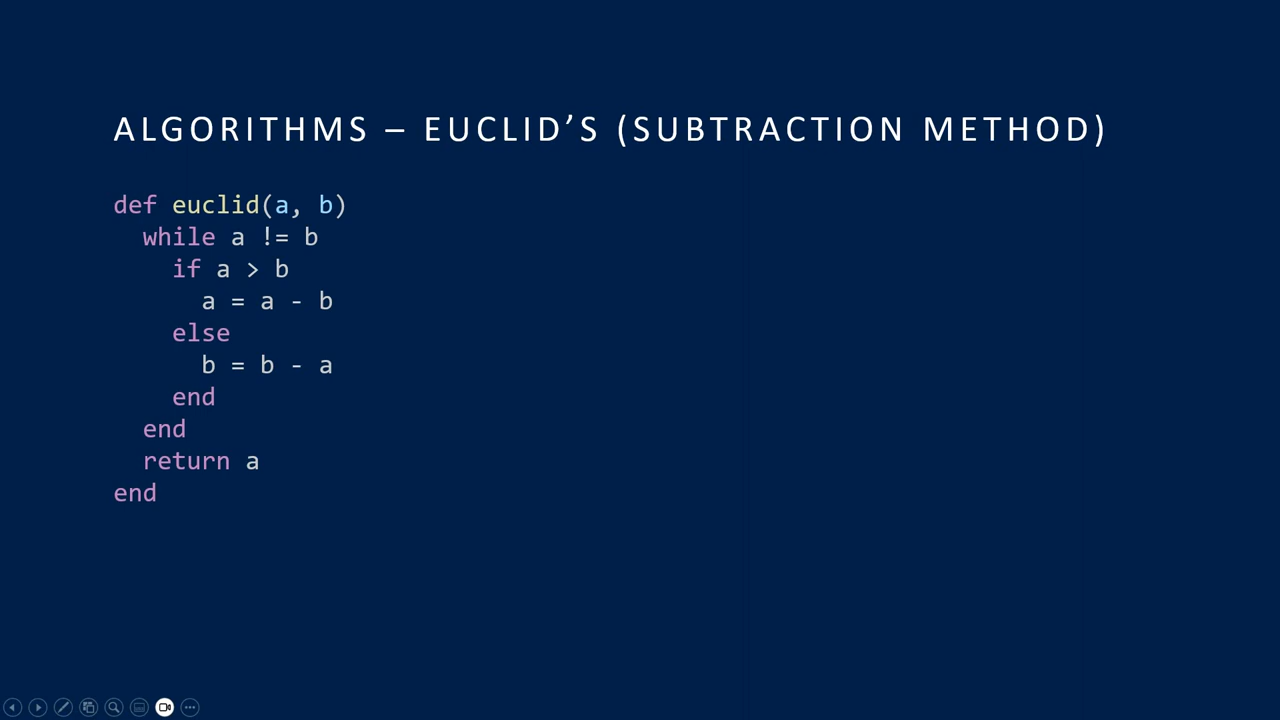 ALGORITHMS – EUCLID’S (SUBTRACTION METHOD)
def euclid(a, b)
  while a != b
    if a > b
      a = a - b
    else
      b = b - a
    end
  end
  return a
end